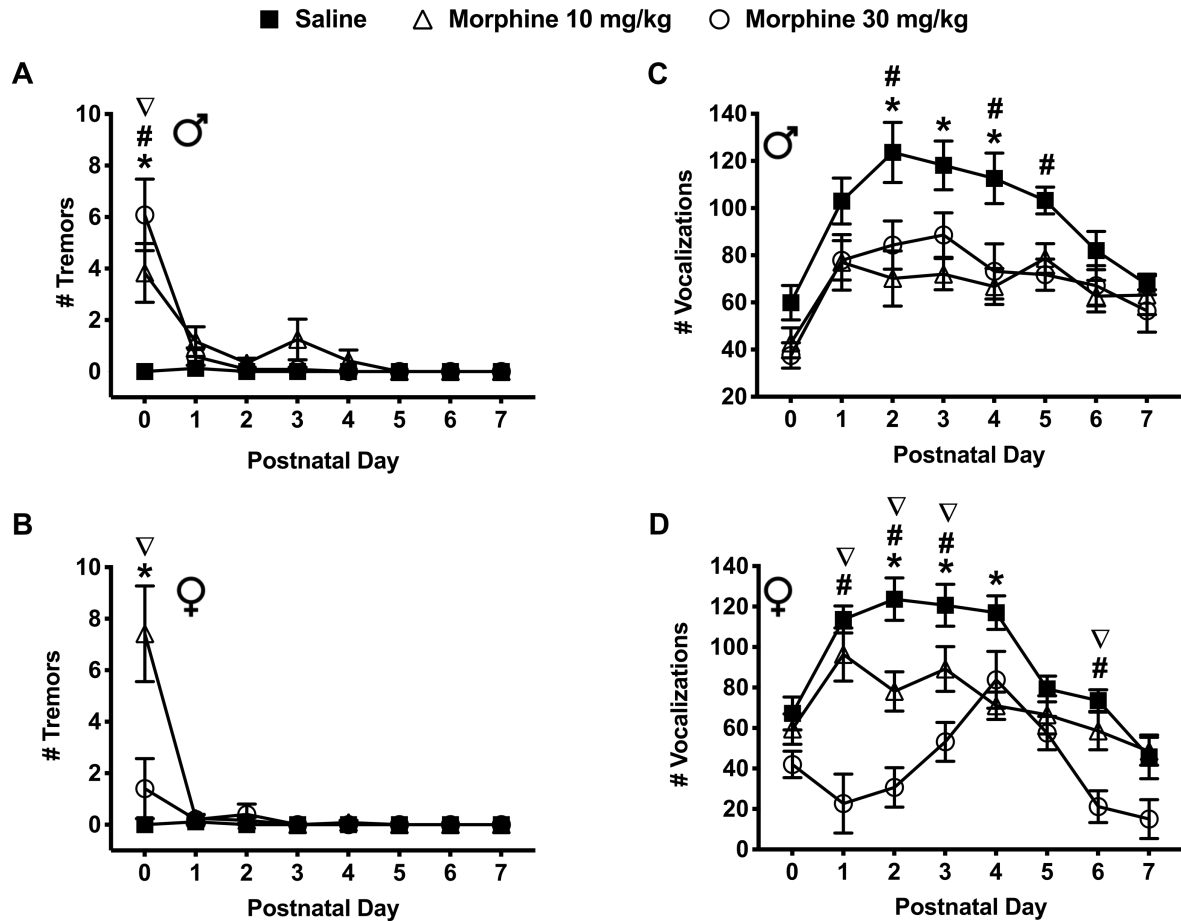 ■ Saline △ Morphine 10 mg/kg ○ Morphine 30 mg/kg
A
▽
#
*
♂
# Tremors
10
8
6
4
2
0
0 1 2 3 4 5 6 7
Postnatal Day
C
# # 
* * * #
♂
# Vocalizations
140
120
100
80
60
40
20
0 1 2 3 4 5 6 7
Postnatal Day
B
▽
*
♀
# Tremors
10
8
6
4
2
0
0 1 2 3 4 5 6 7
Postnatal Day
D
▽ ▽
▽ # # ▽
# * * * #
♀
# Vocalizations
140
120
100
80
60
40
20
0
0 1 2 3 4 5 6 7
Postnatal Day